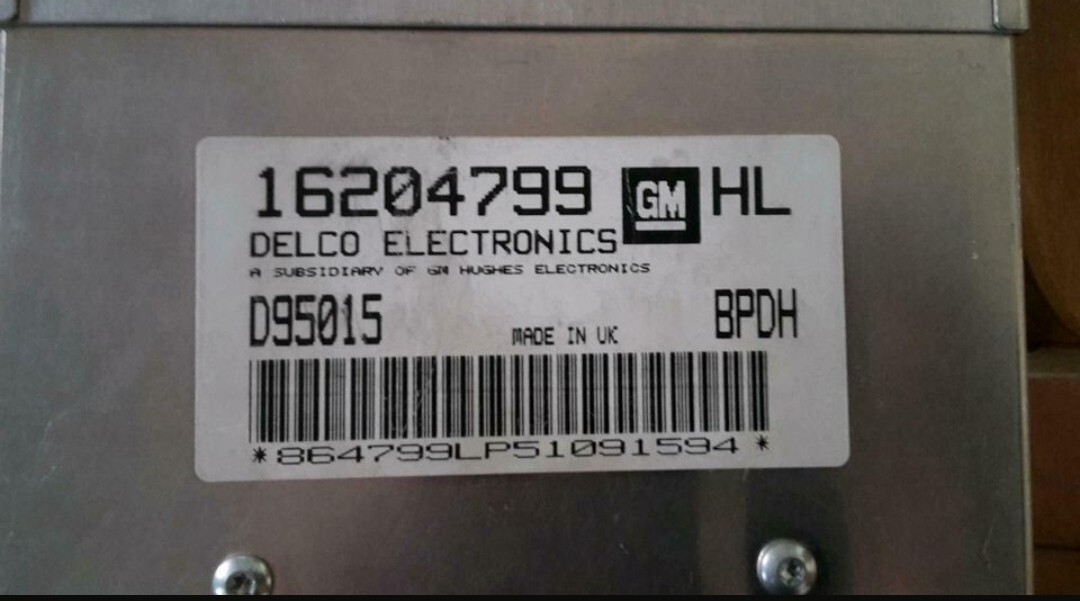 16204799 GM HL
DELCO ELECTRONICS
A SUBSIDIARY OF GM HUGHES ELECTRONICS
D95015 MADE IN UK BPDH
*864799LP51091594*